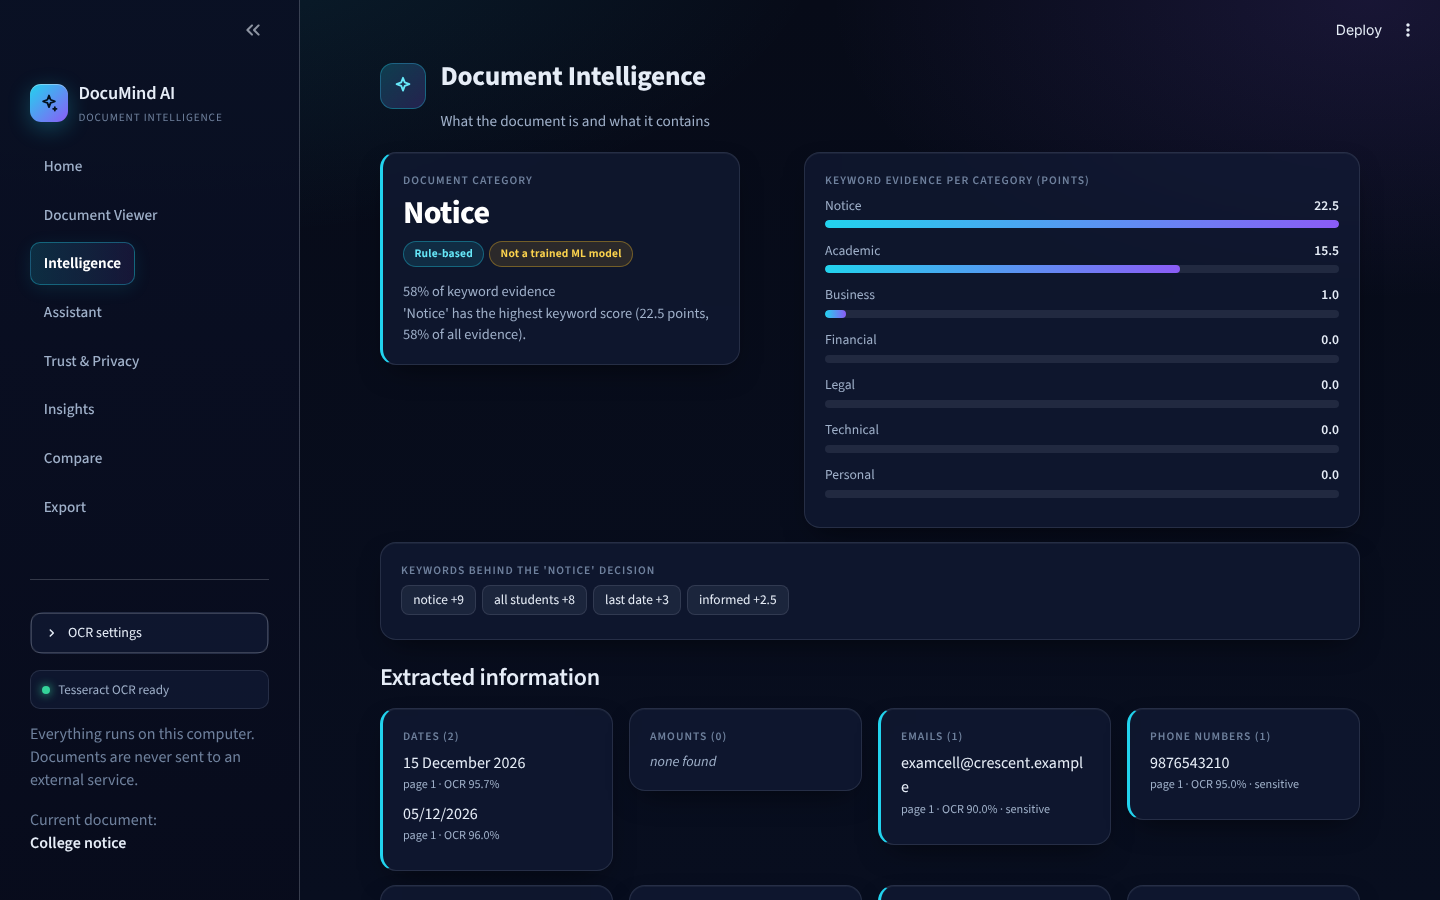 Deploy
DocuMind AI
DOCUMENT INTELLIGENCE
Home
Document Viewer
Intelligence
Assistant
Trust & Privacy
Insights
Compare
Export
OCR settings
Tesseract OCR ready
Everything runs on this computer.
Documents are never sent to an
external service.
Current document:
College notice
Document Intelligence
What the document is and what it contains
DOCUMENT CATEGORY
Notice
Rule-based
Not a trained ML model
58% of keyword evidence
'Notice' has the highest keyword score (22.5 points,
58% of all evidence).
KEYWORD EVIDENCE PER CATEGORY (POINTS)
Notice 22.5
Academic 15.5
Business 1.0
Financial 0.0
Legal 0.0
Technical 0.0
Personal 0.0
KEYWORDS BEHIND THE 'NOTICE' DECISION
notice +9
all students +8
last date +3
informed +2.5
Extracted information
DATES (2)
15 December 2026
page 1 · OCR 95.7%
05/12/2026
page 1 · OCR 96.0%
AMOUNTS (0)
none found
EMAILS (1)
examcell@crescent.exampl
e
page 1 · OCR 90.0% · sensitive
PHONE NUMBERS (1)
9876543210
page 1 · OCR 95.0% · sensitive